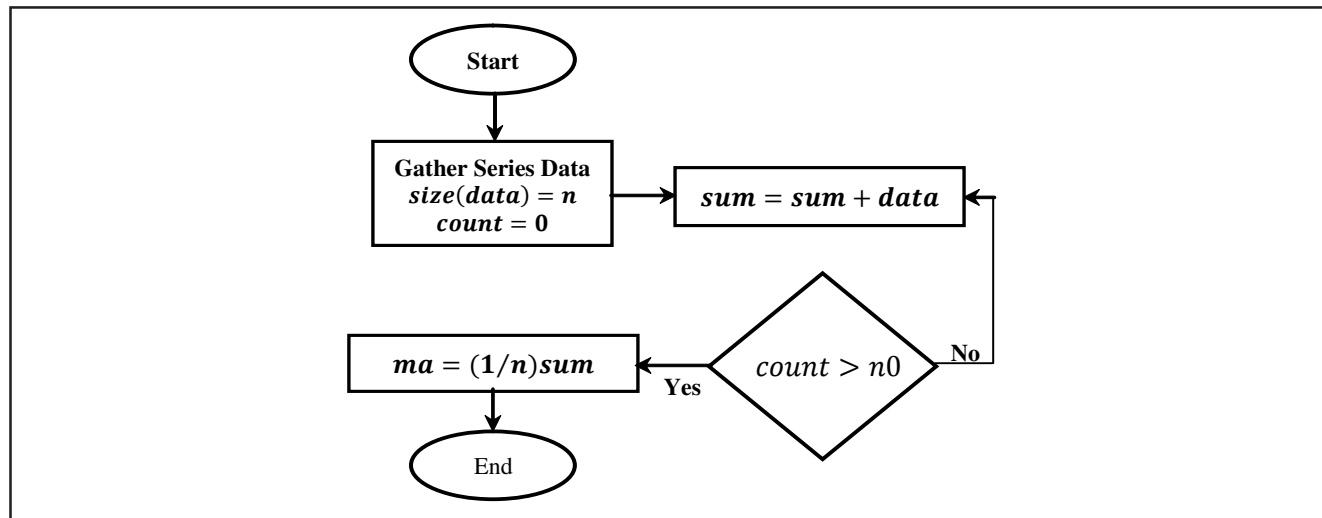 Start
Gather Series Data
size(data) = n
count = 0
sum = sum + data
count > n0
No
Yes
ma = (1/n)sum
End